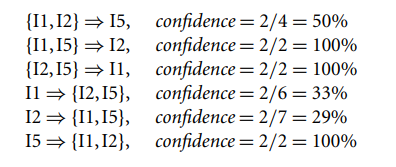 {I1, I2} ⇒ I5, confidence = 2/4 = 50%
{I1, I5} ⇒ I2, confidence = 2/2 = 100%
{I2, I5} ⇒ I1, confidence = 2/2 = 100%
I1 ⇒ {I2, I5}, confidence = 2/6 = 33%
I2 ⇒ {I1, I5}, confidence = 2/7 = 29%
I5 ⇒ {I1, I2}, confidence = 2/2 = 100%